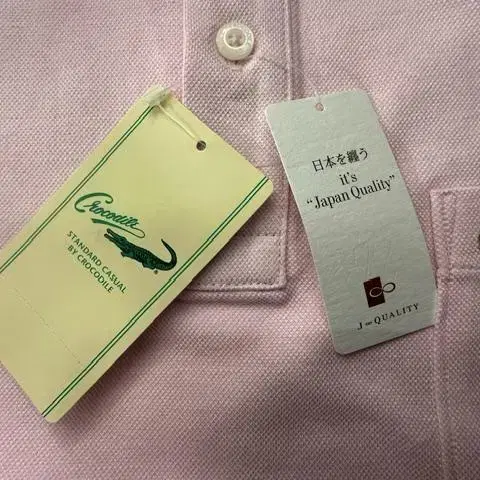 Crocodile
STANDARD CASUAL
BY CROCODILE
日本を纏う
it's
"Japan Quality"
J∞QUALITY